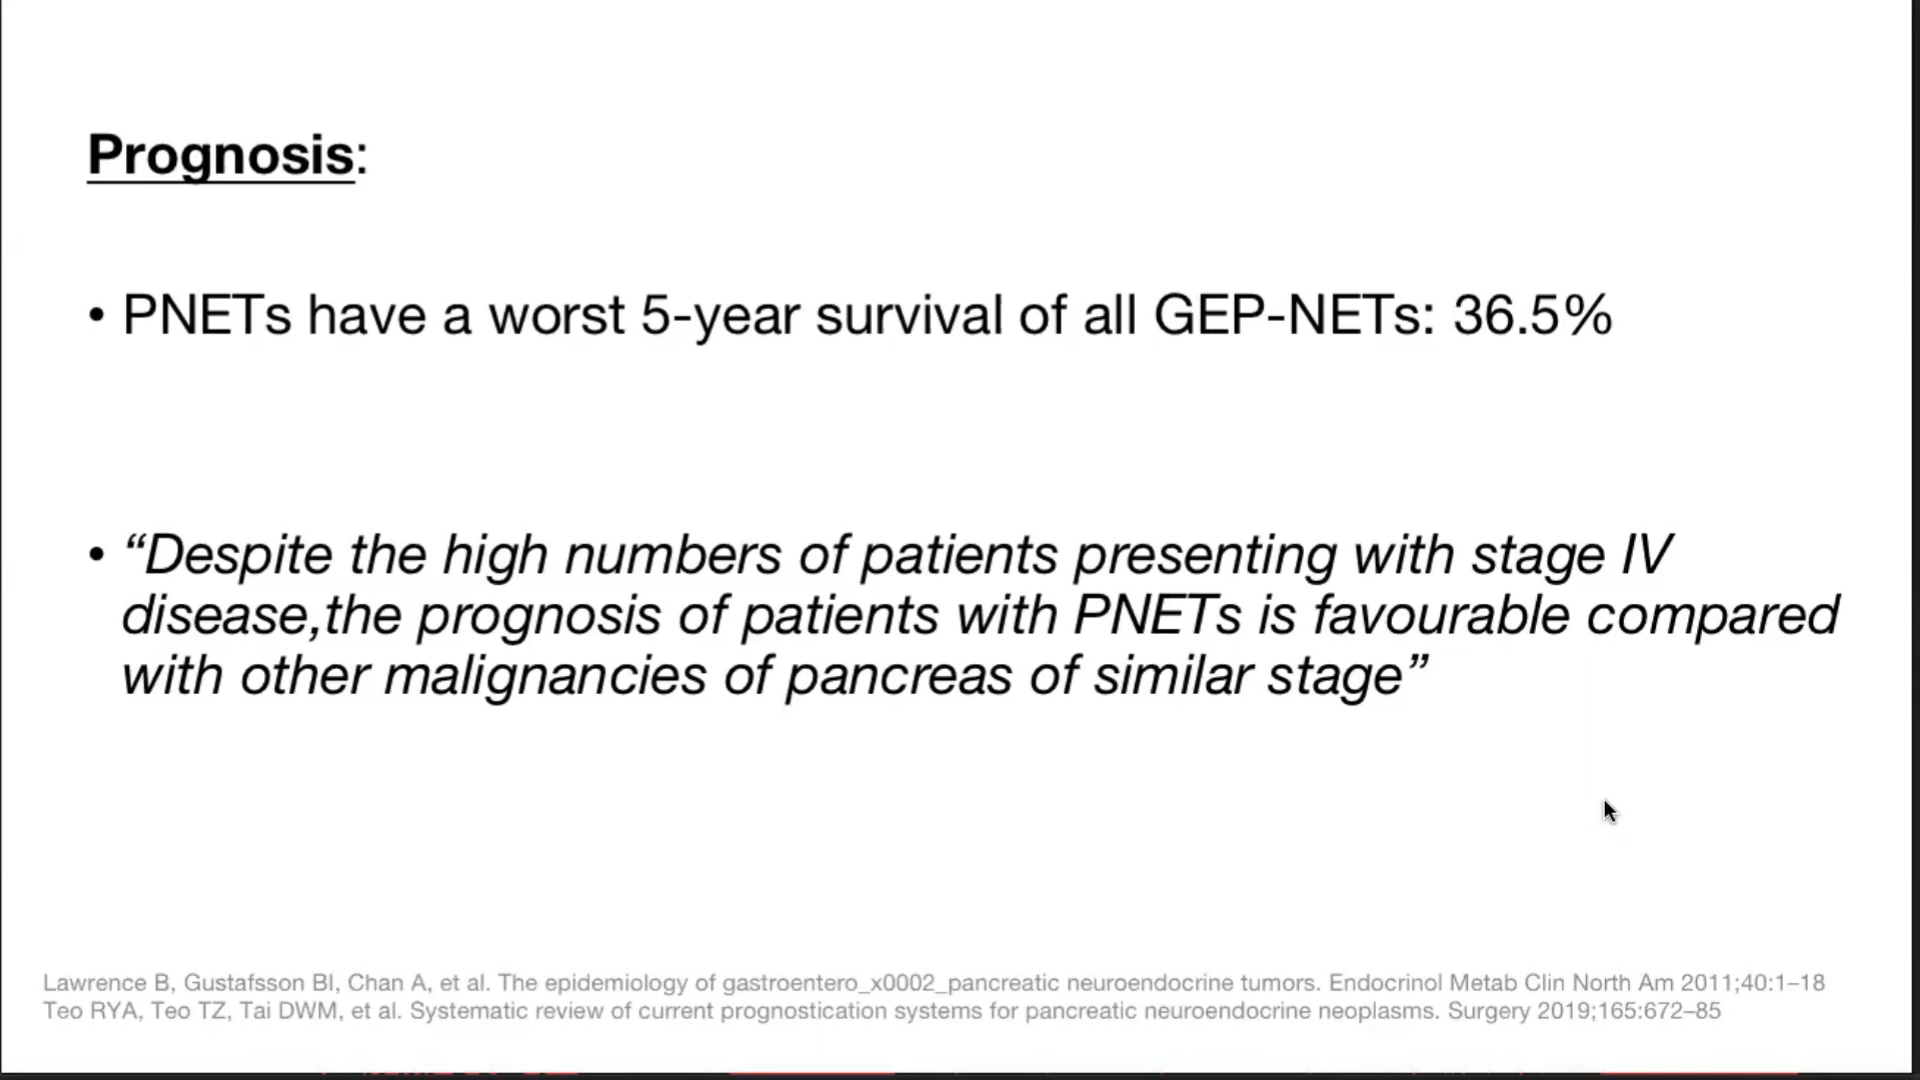 Prognosis:
• PNETs have a worst 5-year survival of all GEP-NETs: 36.5%
• “Despite the high numbers of patients presenting with stage IV
disease,the prognosis of patients with PNETs is favourable compared
with other malignancies of pancreas of similar stage”
Lawrence B, Gustafsson BI, Chan A, et al. The epidemiology of gastroentero_x0002_pancreatic neuroendocrine tumors. Endocrinol Metab Clin North Am 2011;40:1–18
Teo RYA, Teo TZ, Tai DWM, et al. Systematic review of current prognostication systems for pancreatic neuroendocrine neoplasms. Surgery 2019;165:672–85